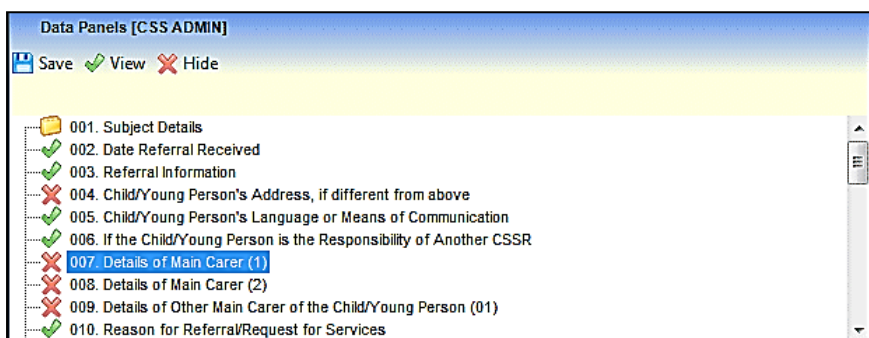 Data Panels [CSS ADMIN]
Save View Hide
001. Subject Details
002. Date Referral Received
003. Referral Information
004. Child/Young Person's Address, if different from above
005. Child/Young Person's Language or Means of Communication
006. If the Child/Young Person is the Responsibility of Another CSSR
007. Details of Main Carer (1)
008. Details of Main Carer (2)
009. Details of Other Main Carer of the Child/Young Person (01)
010. Reason for Referral/Request for Services